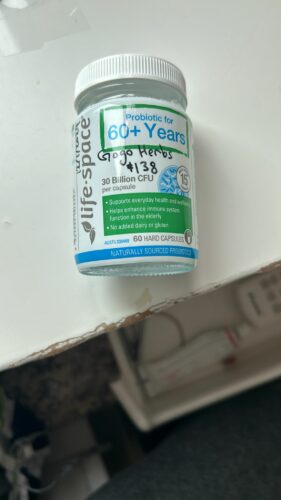 life-space
Probiotic for
60+ Years
Gogo Herbs
$138
30 Billion CFU
per capsule
15
• Supports everyday health and wellbeing
• Helps enhance immune system
function in the elderly
• No added dairy or gluten
60 HARD CAPSULES
NATURALLY SOURCED PROBIOTICS